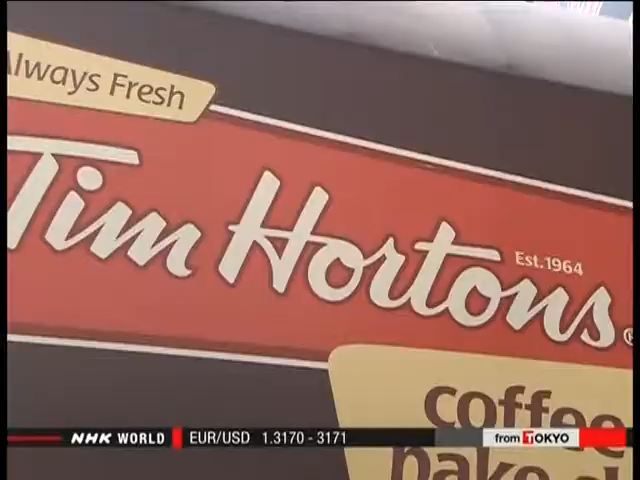 Always Fresh
Tim Hortons
Est.1964
coffee
NHK WORLD EUR/USD 1.3170 - 3171 from TOKYO